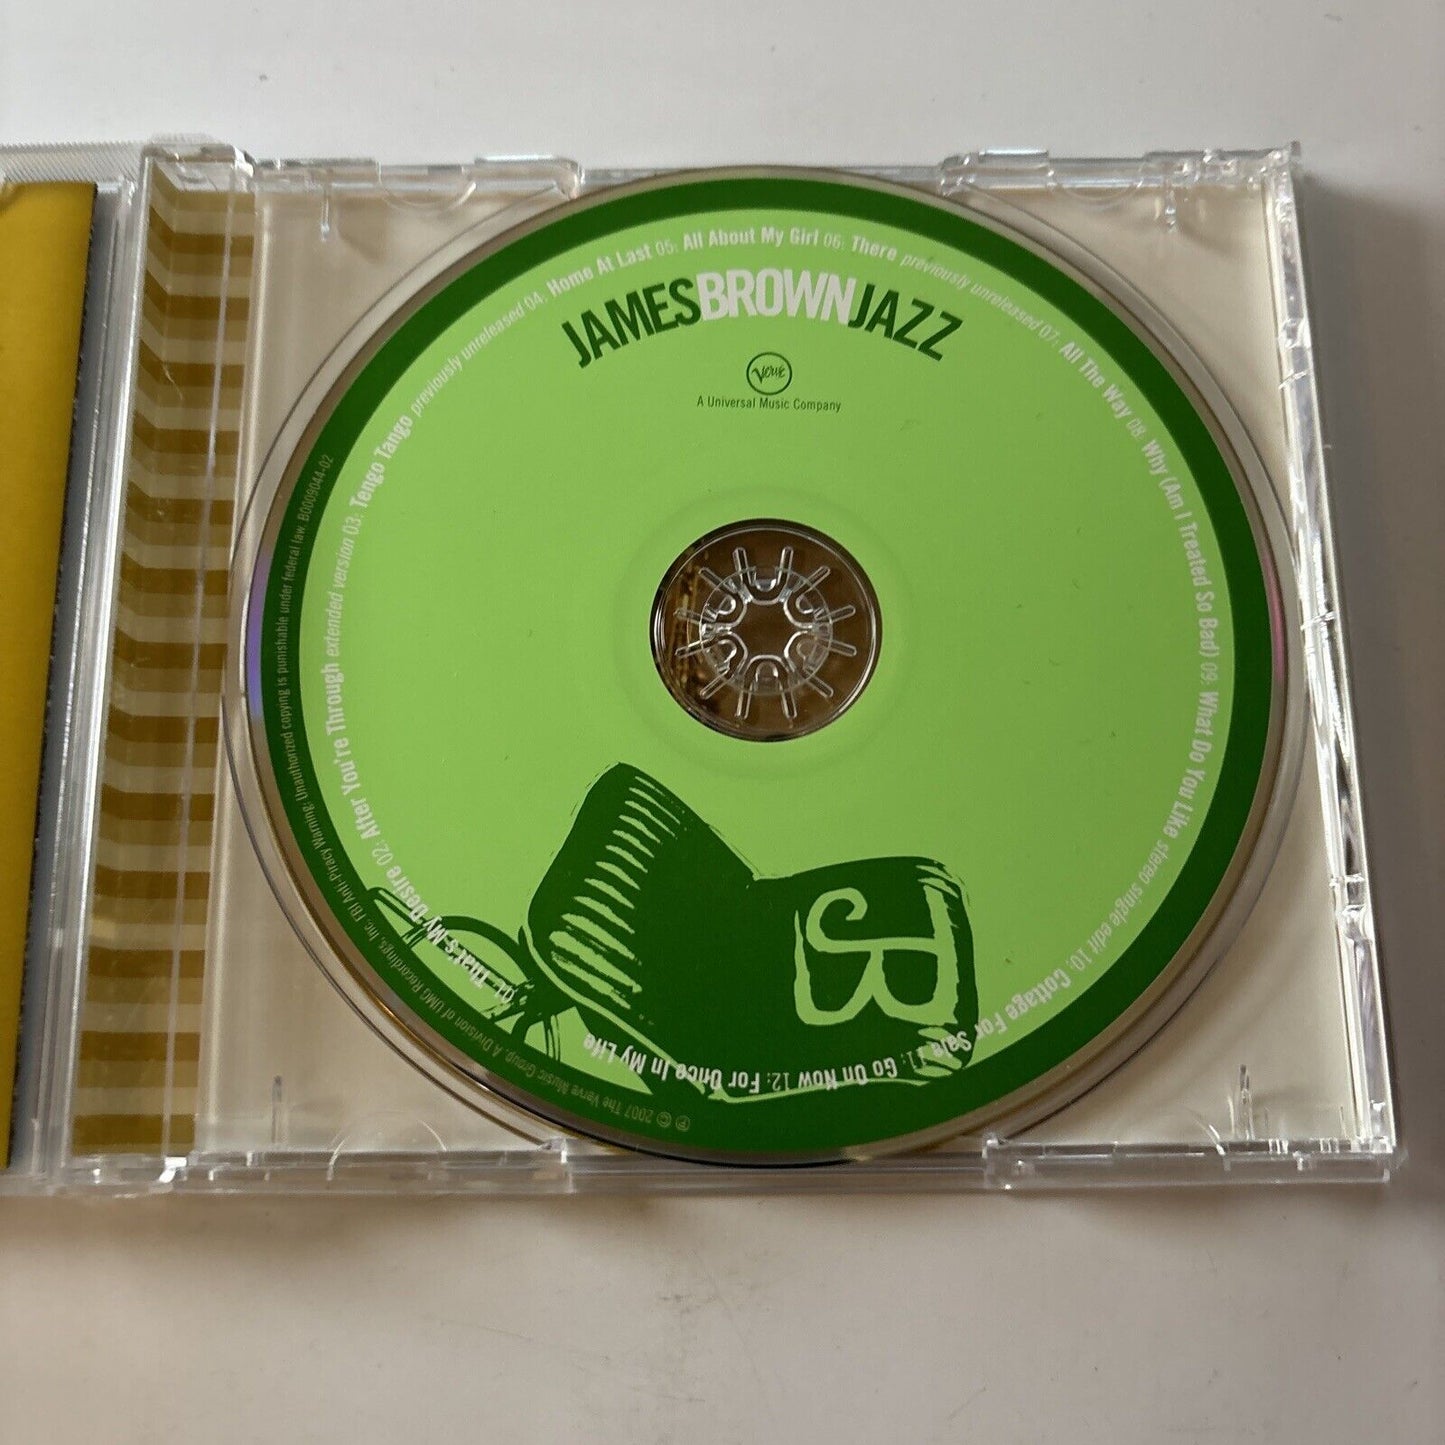 JAMESBROWNJAZZ
Verve
A Universal Music Company
01: That's My Desire 02: After You're Through extended version 03: Tengo Tango previously unreleased 04: Home At Last 05: All About My Girl 06: There previously unreleased 07: All The Way 08: Why (Am I Treated So Bad) 09: What Do You Like stereo single edit 10: Cottage For Sale 11: Go On Now 12: For Once In My Life
℗ © 2007 The Verve Music Group, A Division of UMG Recordings, Inc. FBI Anti-Piracy Warning: Unauthorized copying is punishable under federal law. B0009044-02
JB